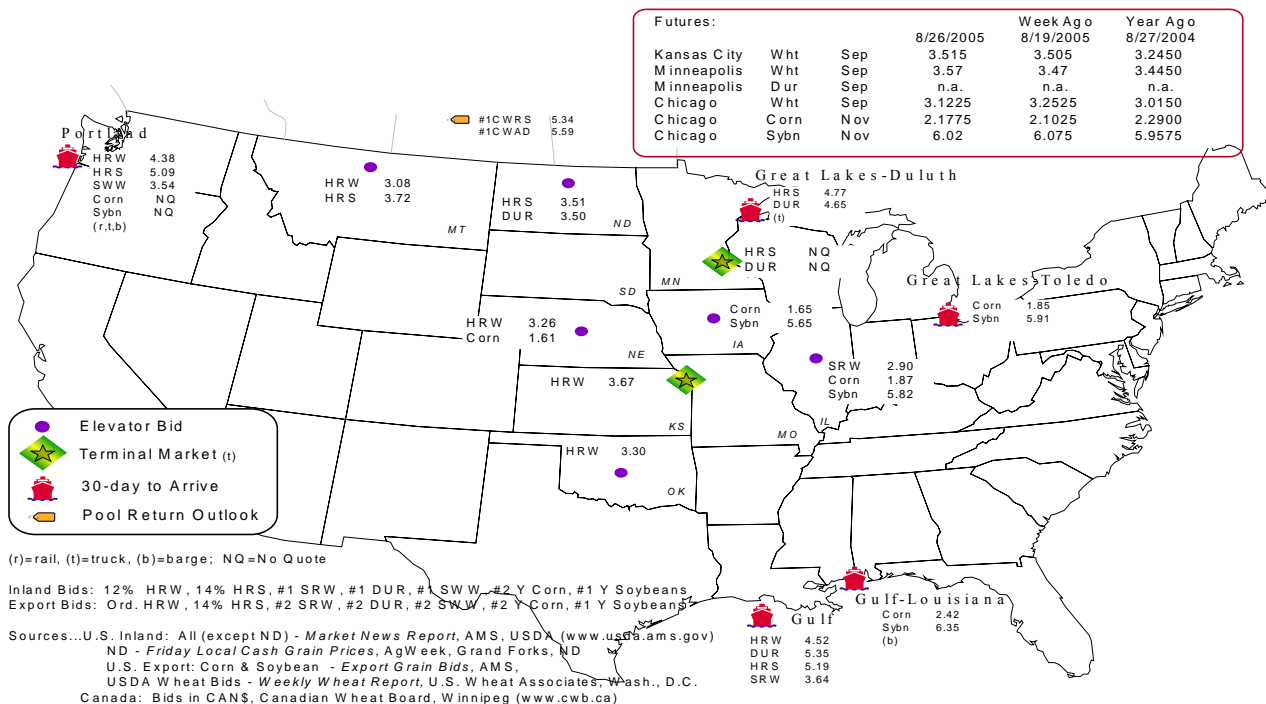 Futures: Week Ago Year Ago
8/26/2005 8/19/2005 8/27/2004
Kansas City Wht Sep 3.515 3.505 3.2450
Minneapolis Wht Sep 3.57 3.47 3.4450
Minneapolis Dur Sep n.a. n.a. n.a.
Chicago Wht Sep 3.1225 3.2525 3.0150
Chicago Corn Nov 2.1775 2.1025 2.2900
Chicago Sybn Nov 6.02 6.075 5.9575
#1CWRS 5.34
#1CWAD 5.59
Portland
HRW 4.38
HRS 5.09
SWW 3.54
Corn NQ
Sybn NQ
(r,t,b)
HRW 3.08
HRS 3.72
MT
HRS 3.51
DUR 3.50
ND
Great Lakes-Duluth
HRS 4.77
DUR 4.65
(t)
HRS NQ
DUR NQ
SD
MN
Great Lakes-Toledo
Corn 1.85
Sybn 5.91
HRW 3.26
Corn 1.61
NE
Corn 1.65
Sybn 5.65
IA
SRW 2.90
Corn 1.87
Sybn 5.82
IL
HRW 3.67
KS
MO
HRW 3.30
OK
Elevator Bid
Terminal Market (t)
30-day to Arrive
Pool Return Outlook
(r)=rail, (t)=truck, (b)=barge; NQ=No Quote
Inland Bids: 12% HRW, 14% HRS, #1 SRW, #1 DUR, #1 SWW, #2 Y Corn, #1 Y Soybeans
Export Bids: Ord. HRW, 14% HRS, #2 SRW, #2 DUR, #2 SWW, #2 Y Corn, #1 Y Soybeans
Sources...U.S. Inland: All (except ND) - Market News Report, AMS, USDA (www.usda.ams.gov)
ND - Friday Local Cash Grain Prices, AgWeek, Grand Forks, ND
U.S. Export: Corn & Soybean - Export Grain Bids, AMS,
USDA Wheat Bids - Weekly Wheat Report, U.S. Wheat Associates, Wash., D.C.
Canada: Bids in CAN$, Canadian Wheat Board, Winnipeg (www.cwb.ca)
Gulf
HRW 4.52
DUR 5.35
HRS 5.19
SRW 3.64
Gulf-Louisiana
Corn 2.42
Sybn 6.35
(b)